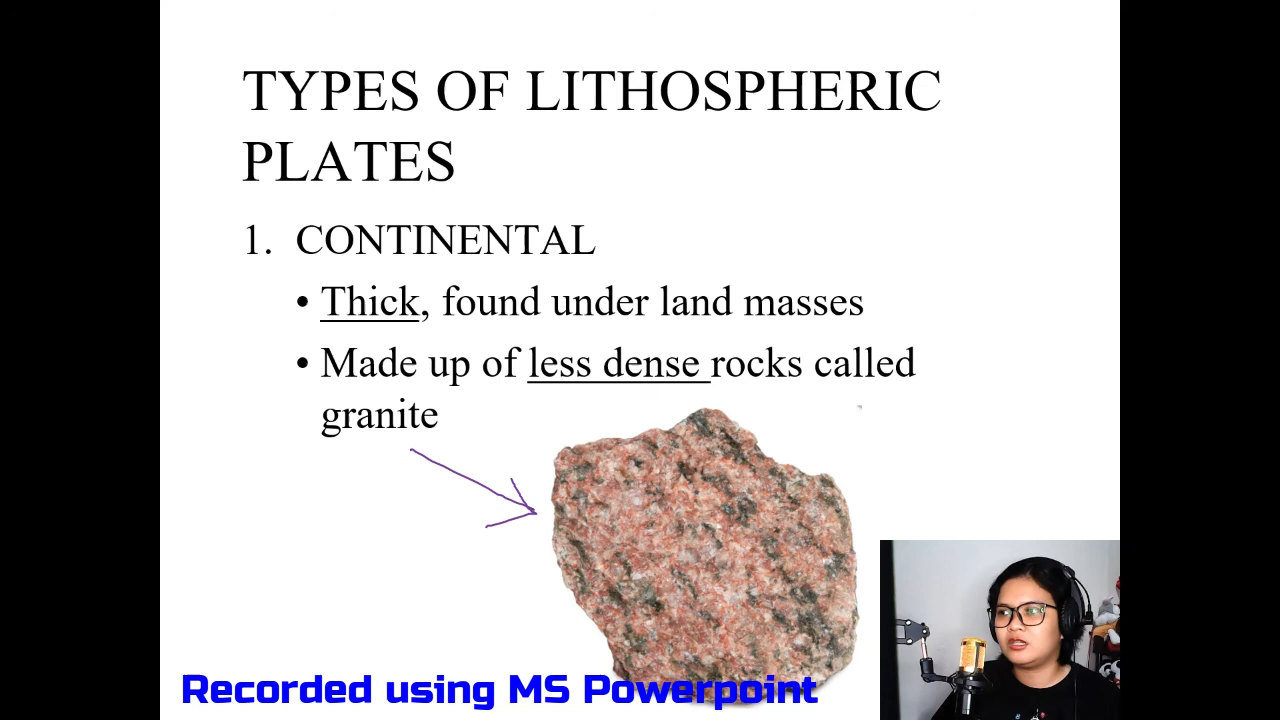 TYPES OF LITHOSPHERIC
PLATES
1. CONTINENTAL
• Thick, found under land masses
• Made up of less dense rocks called
granite
Recorded using MS Powerpoint